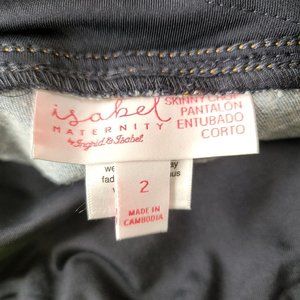 isabel
MATERNITY
by Ingrid & Isabel
SKINNY CROP
PANTALON
ENTUBADO
CORTO
2
MADE IN
CAMBODIA